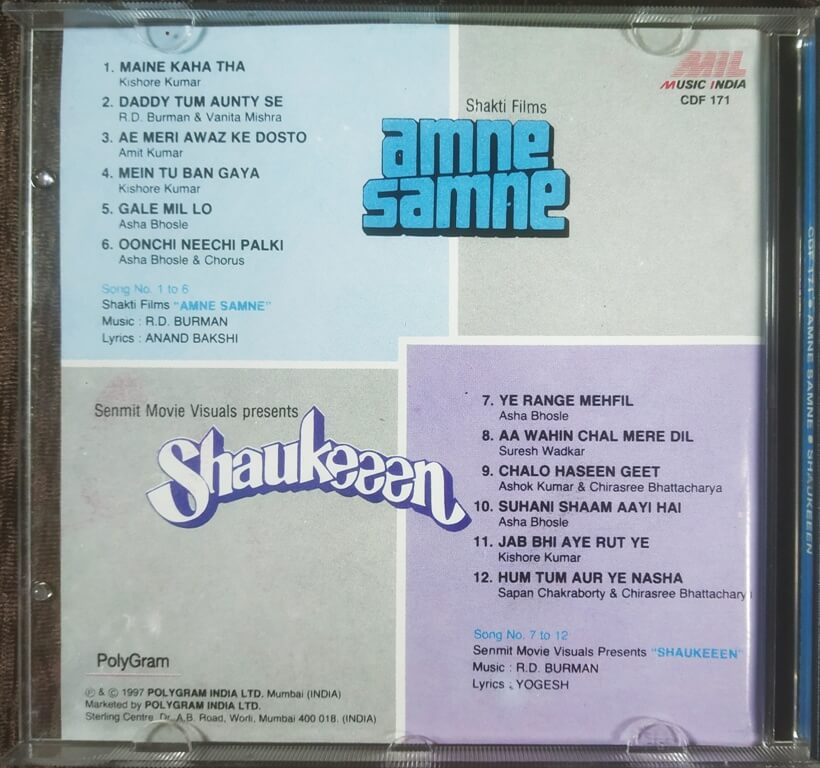 1. MAINE KAHA THA
Kishore Kumar
2. DADDY TUM AUNTY SE
R.D. Burman & Vanita Mishra
3. AE MERI AWAZ KE DOSTO
Amit Kumar
4. MEIN TU BAN GAYA
Kishore Kumar
5. GALE MIL LO
Asha Bhosle
6. OONCHI NEECHI PALKI
Asha Bhosle & Chorus
Song No. 1 to 6
Shakti Films "AMNE SAMNE"
Music : R.D. BURMAN
Lyrics : ANAND BAKSHI
MIL
MUSIC INDIA
CDF 171
Shakti Films
amne
samne
Senmit Movie Visuals presents
Shaukeeen
7. YE RANGE MEHFIL
Asha Bhosle
8. AA WAHIN CHAL MERE DIL
Suresh Wadkar
9. CHALO HASEEN GEET
Ashok Kumar & Chirasree Bhattacharya
10. SUHANI SHAAM AAYI HAI
Asha Bhosle
11. JAB BHI AYE RUT YE
Kishore Kumar
12. HUM TUM AUR YE NASHA
Sapan Chakraborty & Chirasree Bhattachary
Song No. 7 to 12
Senmit Movie Visuals Presents "SHAUKEEEN"
Music : R.D. BURMAN
Lyrics : YOGESH
PolyGram
℗ & © 1997 POLYGRAM INDIA LTD. Mumbai (INDIA)
Marketed by POLYGRAM INDIA LTD.
Sterling Centre, Dr. A.B. Road, Worli, Mumbai 400 018. (INDIA)
CDF 171 • AMNE SAMNE • SHAUKEEEN